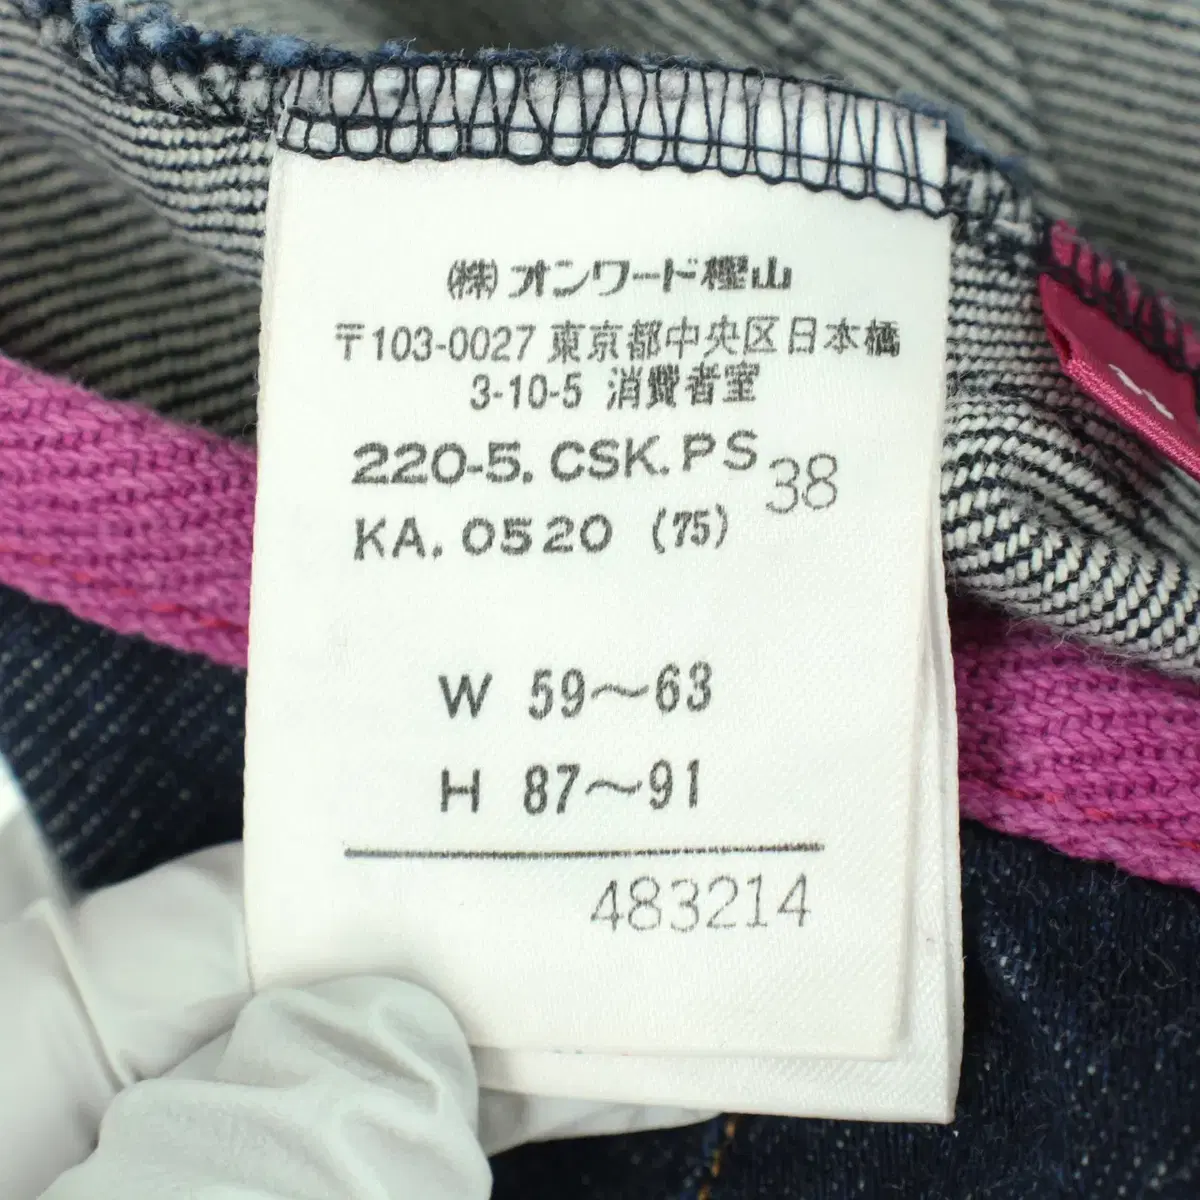 (株)オンワード樫山
〒103-0027 東京都中央区日本橋
3-10-5 消費者室
220-5.CSK.PS 38
KA.0520 (75)
W 59～63
H 87～91
483214